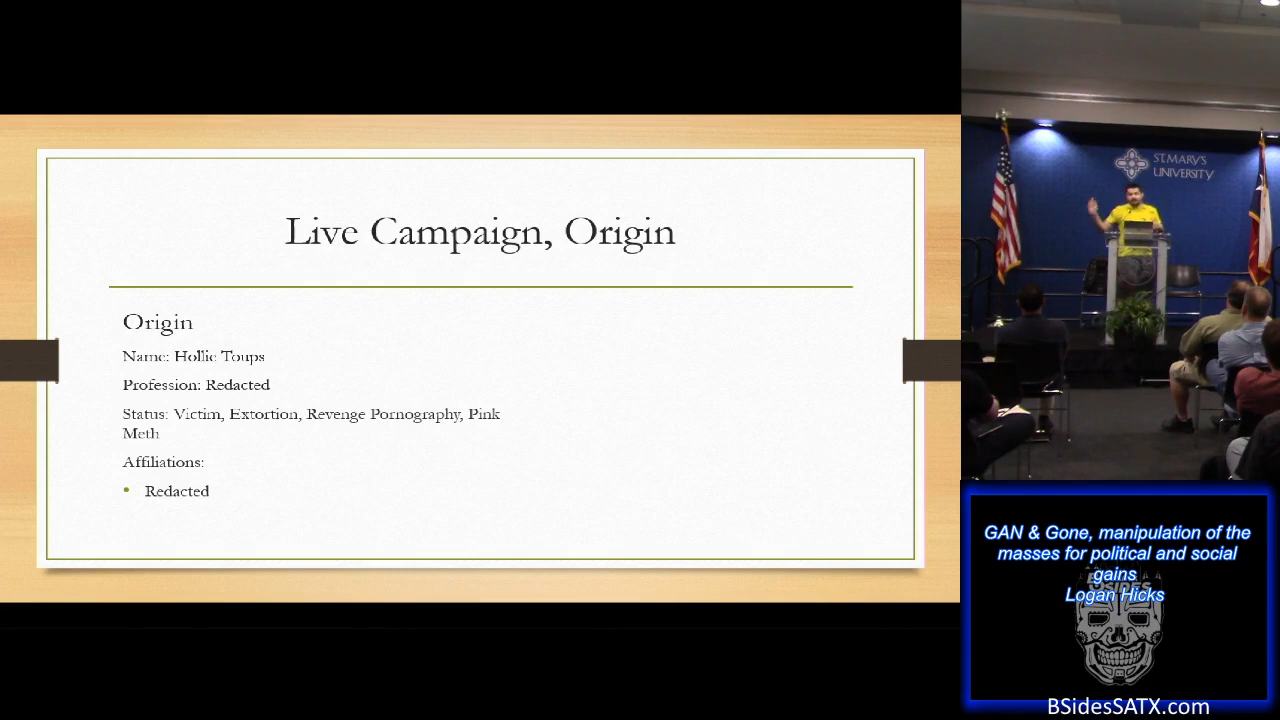 Live Campaign, Origin
Origin
Name: Hollie Toups
Profession: Redacted
Status: Victim, Extortion, Revenge Pornography, Pink
Meth
Affiliations:
• Redacted
ST. MARY'S
UNIVERSITY
GAN & Gone, manipulation of the
masses for political and social
gains
Logan Hicks
BSIDES
BSidesSATX.com